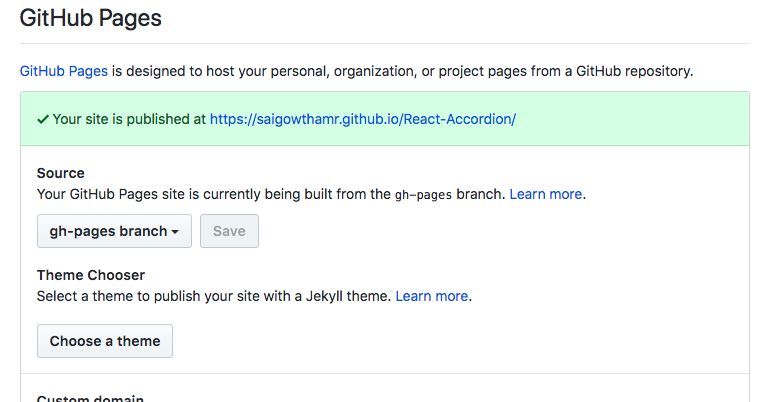 GitHub Pages
GitHub Pages is designed to host your personal, organization, or project pages from a GitHub repository.
✔ Your site is published at https://saigowthamr.github.io/React-Accordion/
Source
Your GitHub Pages site is currently being built from the gh-pages branch. Learn more.
gh-pages branch Save
Theme Chooser
Select a theme to publish your site with a Jekyll theme. Learn more.
Choose a theme
Custom domain